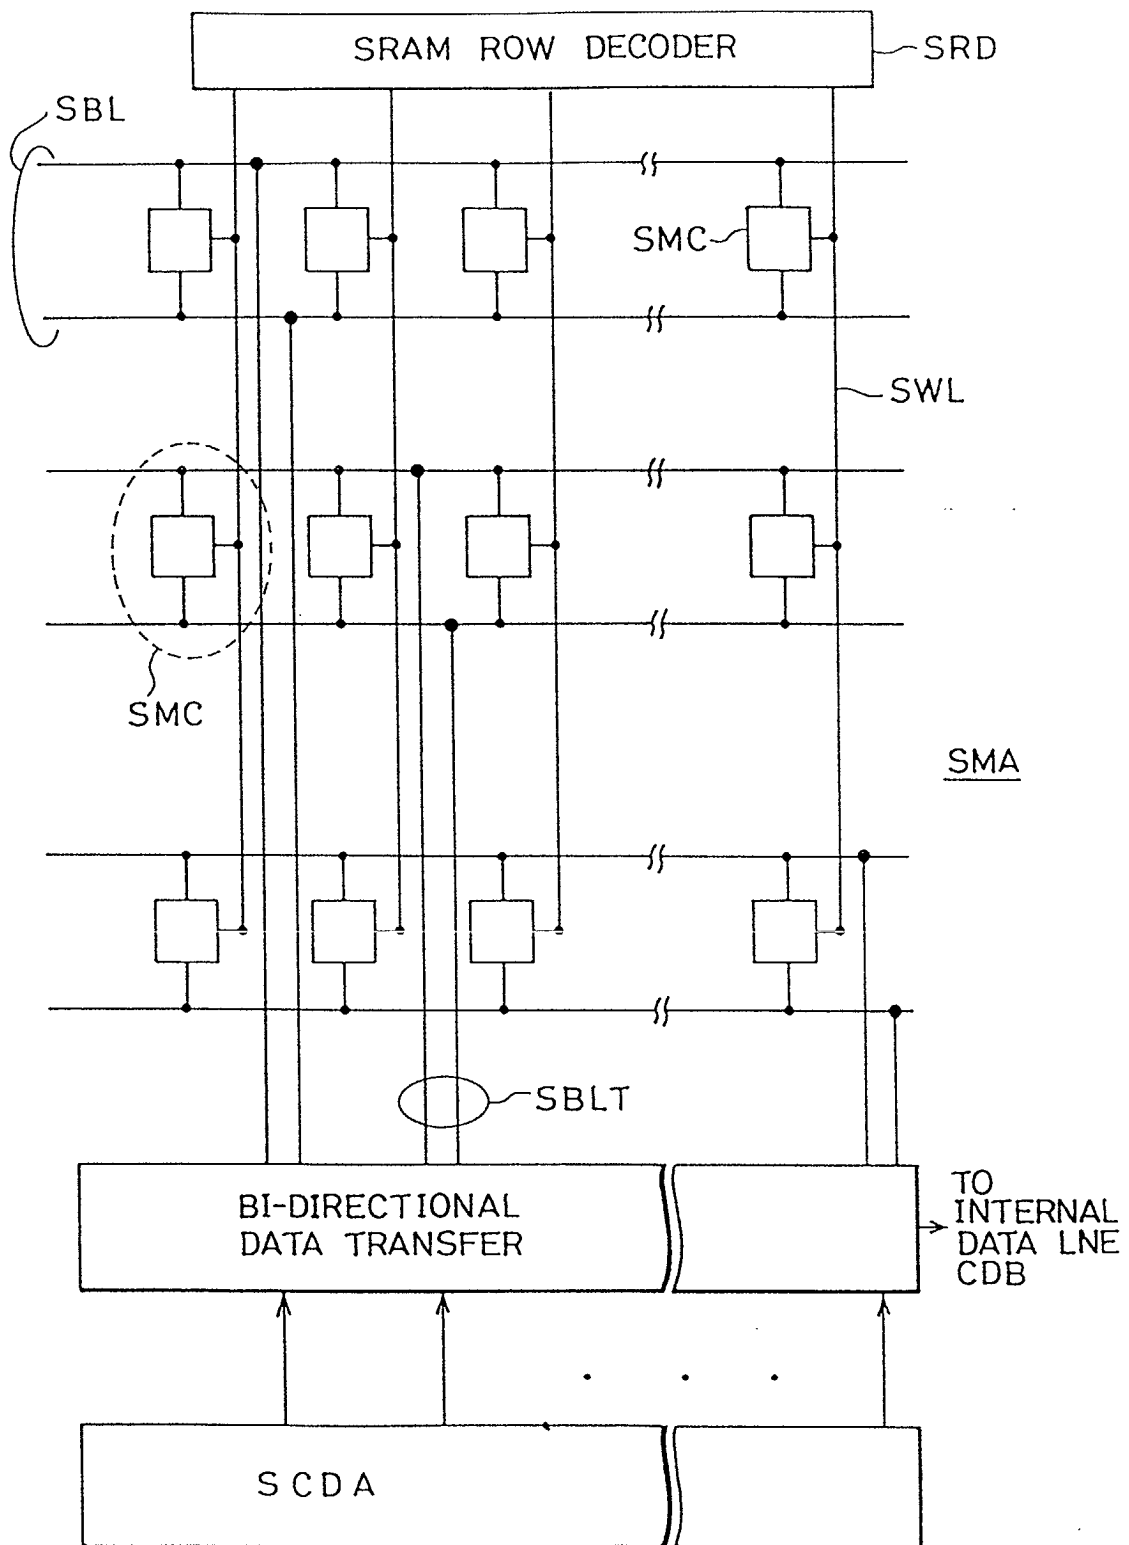 SRAM ROW DECODER
SRD
SBL
SMC
SWL
SMC
SMA
SBLT
BI-DIRECTIONAL
DATA TRANSFER
TO
INTERNAL
DATA LNE
CDB
SCDA